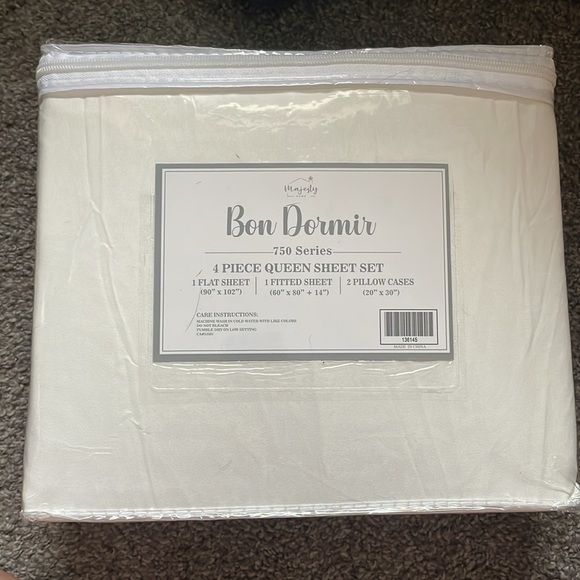 Majesty
Bon Dormir
750 Series
4 PIECE QUEEN SHEET SET
1 FLAT SHEET
(90" x 102")
1 FITTED SHEET
(60" x 80" + 14")
2 PILLOW CASES
(20" x 30")
CARE INSTRUCTIONS:
MACHINE WASH IN COLD WATER WITH LIKE COLORS
DO NOT BLEACH
TUMBLE DRY ON LOW SETTING
136145
MADE IN CHINA